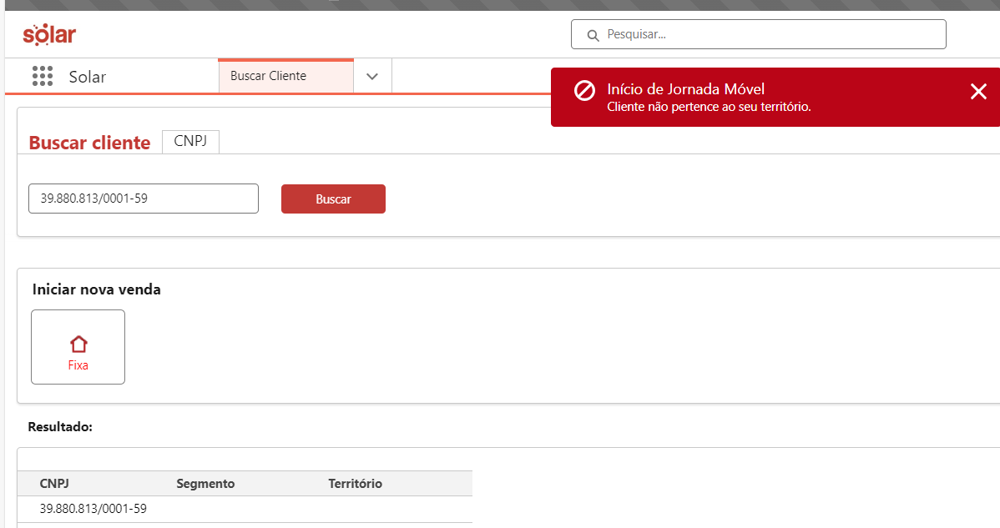 solar
Pesquisar...
Solar
Buscar Cliente
Início de Jornada Móvel
Cliente não pertence ao seu território.
Buscar cliente
CNPJ
39.880.813/0001-59
Buscar
Iniciar nova venda
Fixa
Resultado:
CNPJ Segmento Território
39.880.813/0001-59